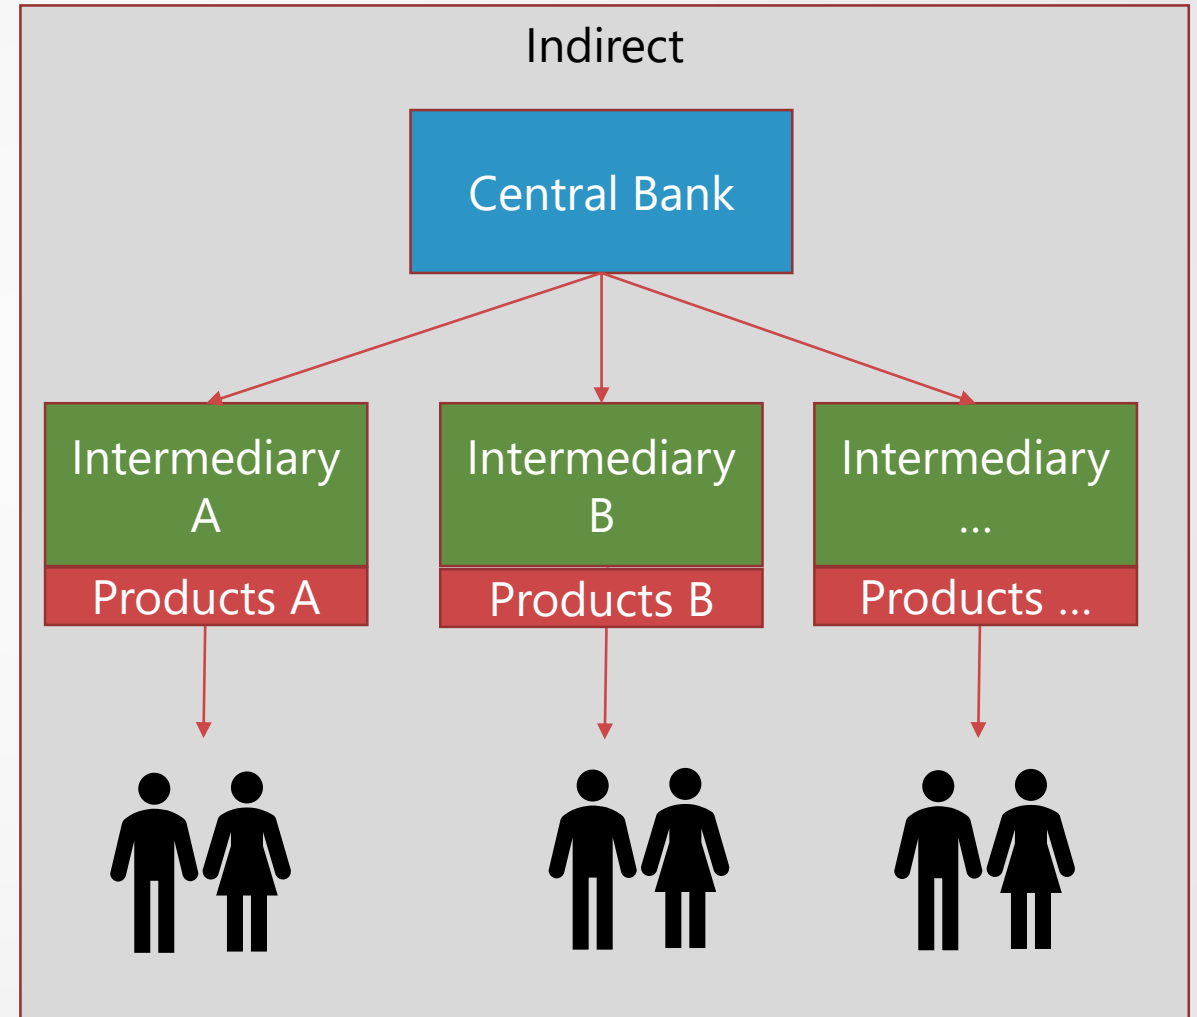 Indirect
Central Bank
Intermediary
A
Products A
Intermediary
B
Products B
Intermediary
...
Products ...